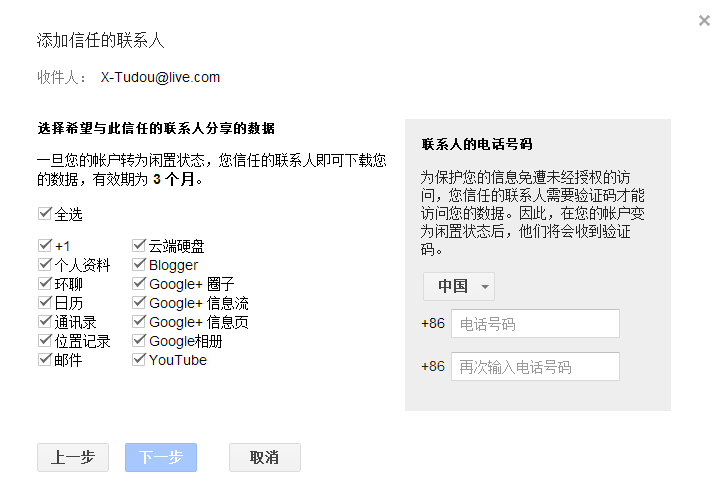 添加信任的联系人
收件人： X-Tudou@live.com
选择希望与此信任的联系人分享的数据
一旦您的帐户转为闲置状态，您信任的联系人即可下载您
的数据，有效期为 3 个月。
全选
+1
个人资料
环聊
日历
通讯录
位置记录
邮件
云端硬盘
Blogger
Google+ 圈子
Google+ 信息流
Google+ 信息页
Google相册
YouTube
联系人的电话号码
为保护您的信息免遭未经授权的访
问，您信任的联系人需要验证码才能
访问您的数据。因此，在您的帐户变
为闲置状态后，他们将会收到验证
码。
中国
+86 电话号码
+86 再次输入电话号码
上一步 下一步 取消